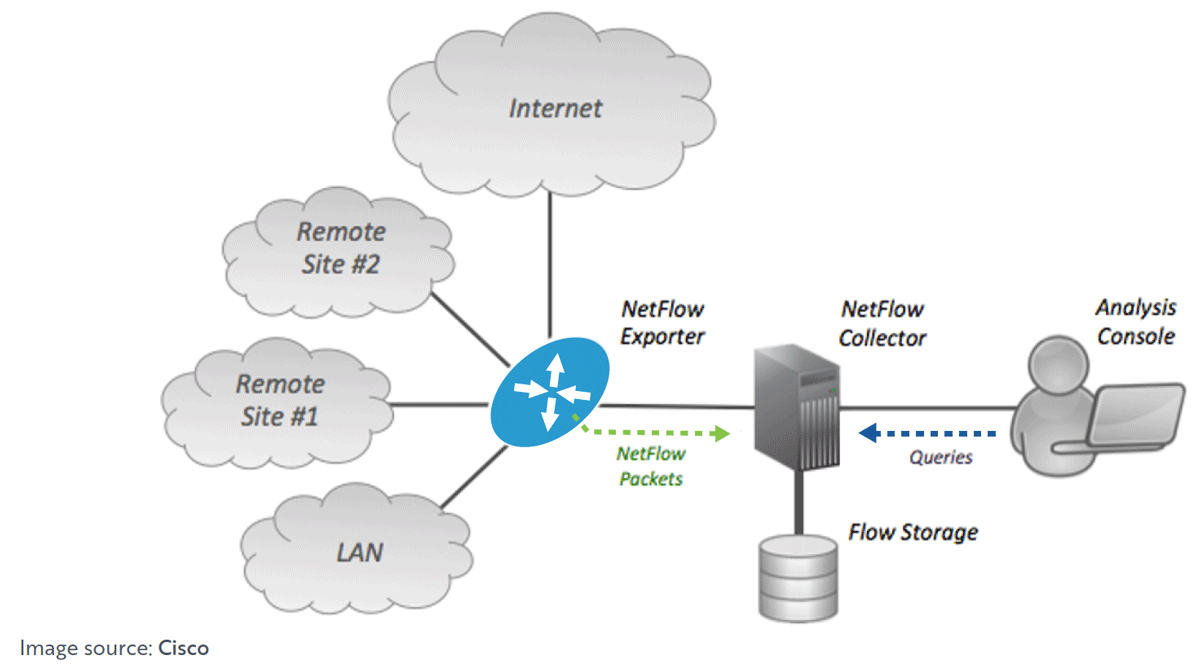 Internet
Remote
Site #2
NetFlow
Exporter
NetFlow
Collector
Analysis
Console
Remote
Site #1
NetFlow
Packets
Queries
LAN
Flow Storage
Image source: Cisco